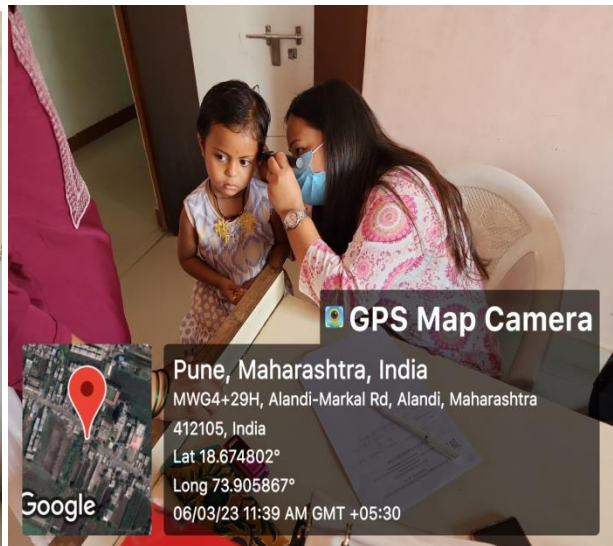 GPS Map Camera
Pune, Maharashtra, India
MWG4+29H, Alandi-Markal Rd, Alandi, Maharashtra
412105, India
Lat 18.674802°
Long 73.905867°
06/03/23 11:39 AM GMT +05:30
Google